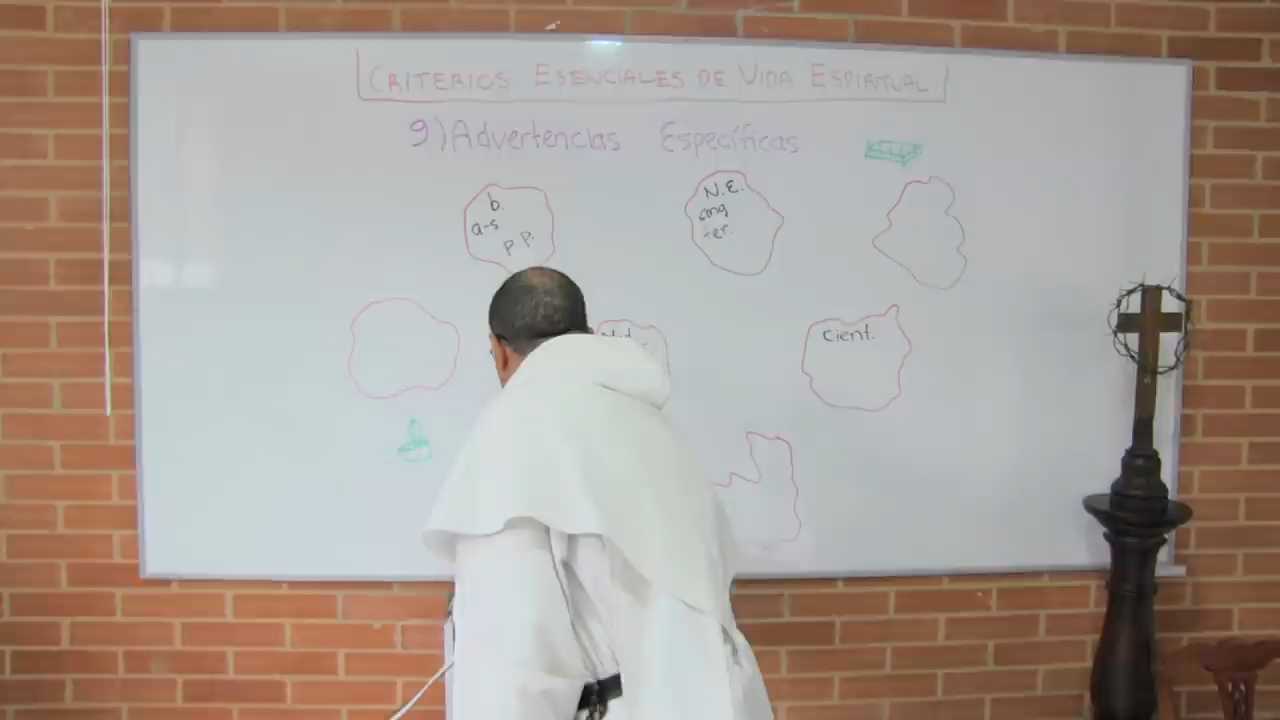 CRITERIOS ESENCIALES DE VIDA ESPIRITUAL
9) Advertencias Específicas
b.
a-s
p p.
N.E.
ang
ter.
Cient.